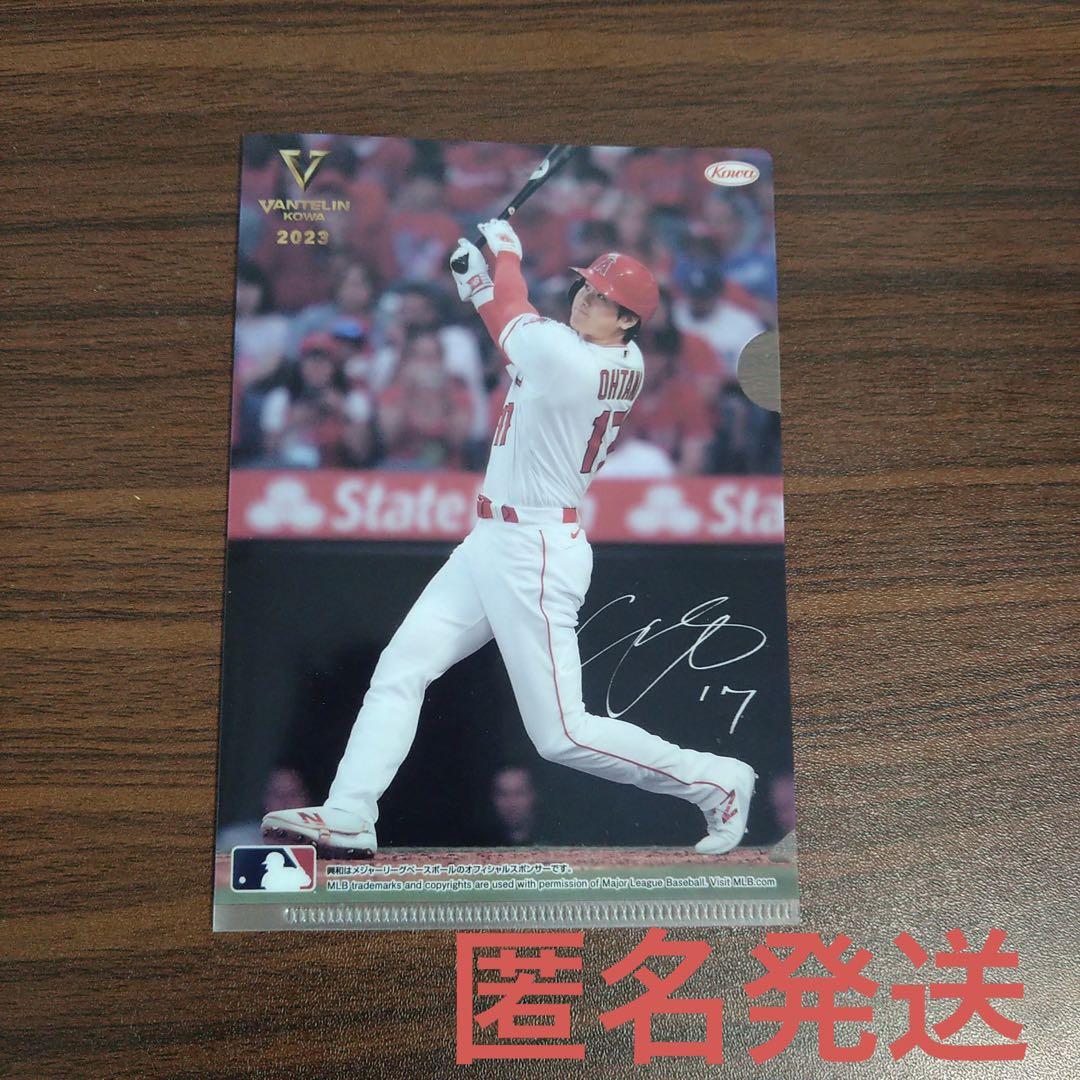 VANTELIN
KOWA
2023
Kowa
A
OHTANI
17
State
Sta
17
N
興和はメジャーリーグベースボールのオフィシャルスポンサーです。
MLB trademarks and copyrights are used with permission of Major League Baseball. Visit MLB.com
匿名発送